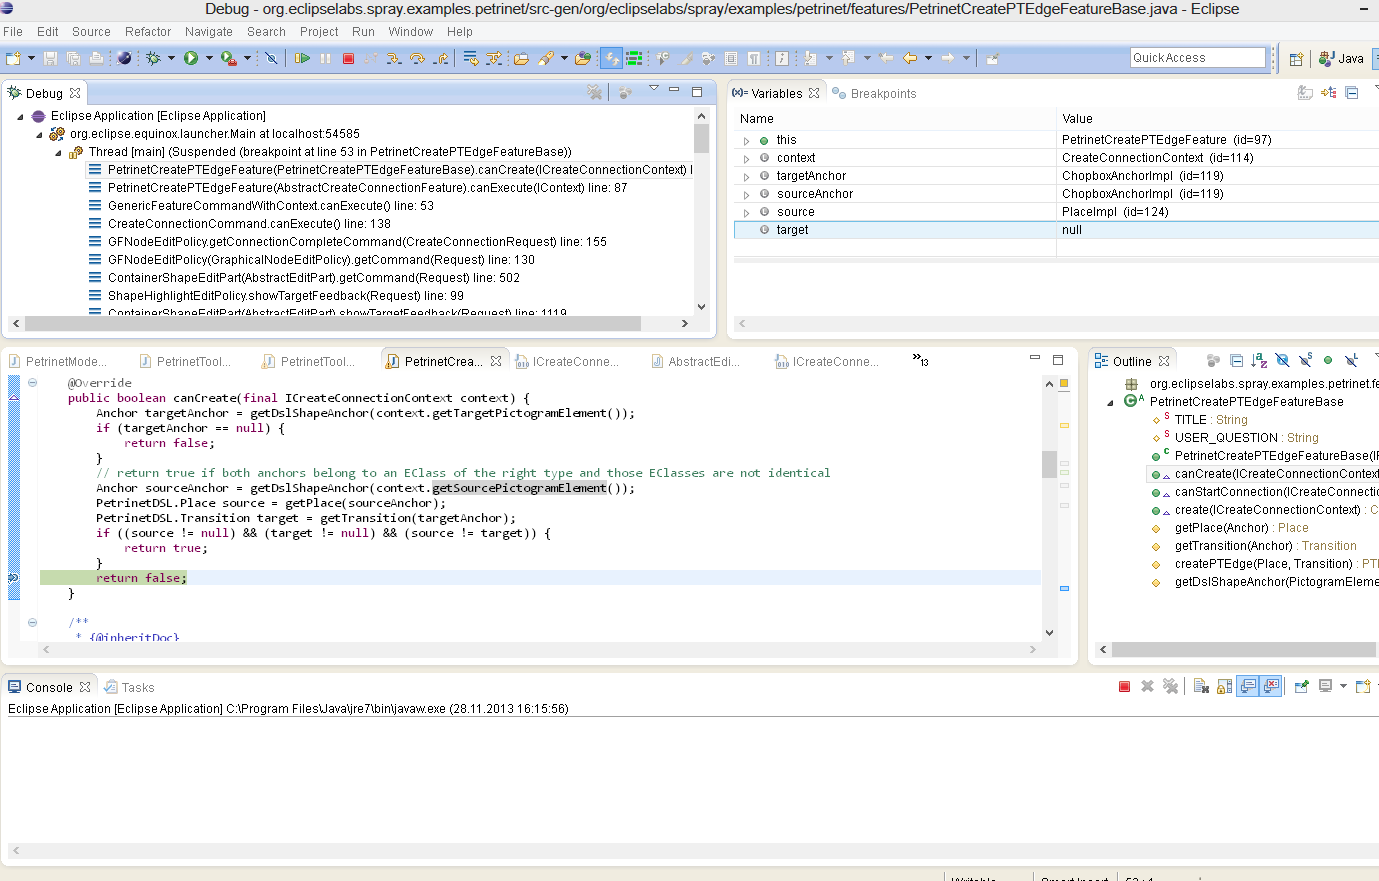 Debug - org.eclipselabs.spray.examples.petrinet/src-gen/org/eclipselabs/spray/examples/petrinet/features/PetrinetCreatePTEdgeFeatureBase.java - Eclipse
File Edit Source Refactor Navigate Search Project Run Window Help
Quick Access
Java
Debug
Eclipse Application [Eclipse Application]
org.eclipse.equinox.launcher.Main at localhost:54585
Thread [main] (Suspended (breakpoint at line 53 in PetrinetCreatePTEdgeFeatureBase))
PetrinetCreatePTEdgeFeature(PetrinetCreatePTEdgeFeatureBase).canCreate(ICreateConnectionContext) l
PetrinetCreatePTEdgeFeature(AbstractCreateConnectionFeature).canExecute(IContext) line: 87
GenericFeatureCommandWithContext.canExecute() line: 53
CreateConnectionCommand.canExecute() line: 138
GFNodeEditPolicy.getConnectionCompleteCommand(CreateConnectionRequest) line: 155
GFNodeEditPolicy(GraphicalNodeEditPolicy).getCommand(Request) line: 130
ContainerShapeEditPart(AbstractEditPart).getCommand(Request) line: 502
ShapeHighlightEditPolicy.showTargetFeedback(Request) line: 99
ContainerShapeEditPart(AbstractEditPart).showTargetFeedback(Request) line: 1119
(x)= Variables Breakpoints
Name Value
this PetrinetCreatePTEdgeFeature (id=97)
context CreateConnectionContext (id=114)
targetAnchor ChopboxAnchorImpl (id=119)
sourceAnchor ChopboxAnchorImpl (id=119)
source PlaceImpl (id=124)
target null
PetrinetMode... PetrinetTool... PetrinetTool... PetrinetCrea... ICreateConne... AbstractEdi... ICreateConne... »13
@Override
public boolean canCreate(final ICreateConnectionContext context) {
Anchor targetAnchor = getDslShapeAnchor(context.getTargetPictogramElement());
if (targetAnchor == null) {
return false;
}
// return true if both anchors belong to an EClass of the right type and those EClasses are not identical
Anchor sourceAnchor = getDslShapeAnchor(context.getSourcePictogramElement());
PetrinetDSL.Place source = getPlace(sourceAnchor);
PetrinetDSL.Transition target = getTransition(targetAnchor);
if ((source != null) && (target != null) && (source != target)) {
return true;
}
return false;
}
/**
* {@inheritDoc}
Outline
org.eclipselabs.spray.examples.petrinet.fe
PetrinetCreatePTEdgeFeatureBase
TITLE : String
USER_QUESTION : String
PetrinetCreatePTEdgeFeatureBase(IF
canCreate(ICreateConnectionContext
canStartConnection(ICreateConnectio
create(ICreateConnectionContext) : C
getPlace(Anchor) : Place
getTransition(Anchor) : Transition
createPTEdge(Place, Transition) : PT
getDslShapeAnchor(PictogramEleme
Console Tasks
Eclipse Application [Eclipse Application] C:\Program Files\Java\jre7\bin\javaw.exe (28.11.2013 16:15:56)